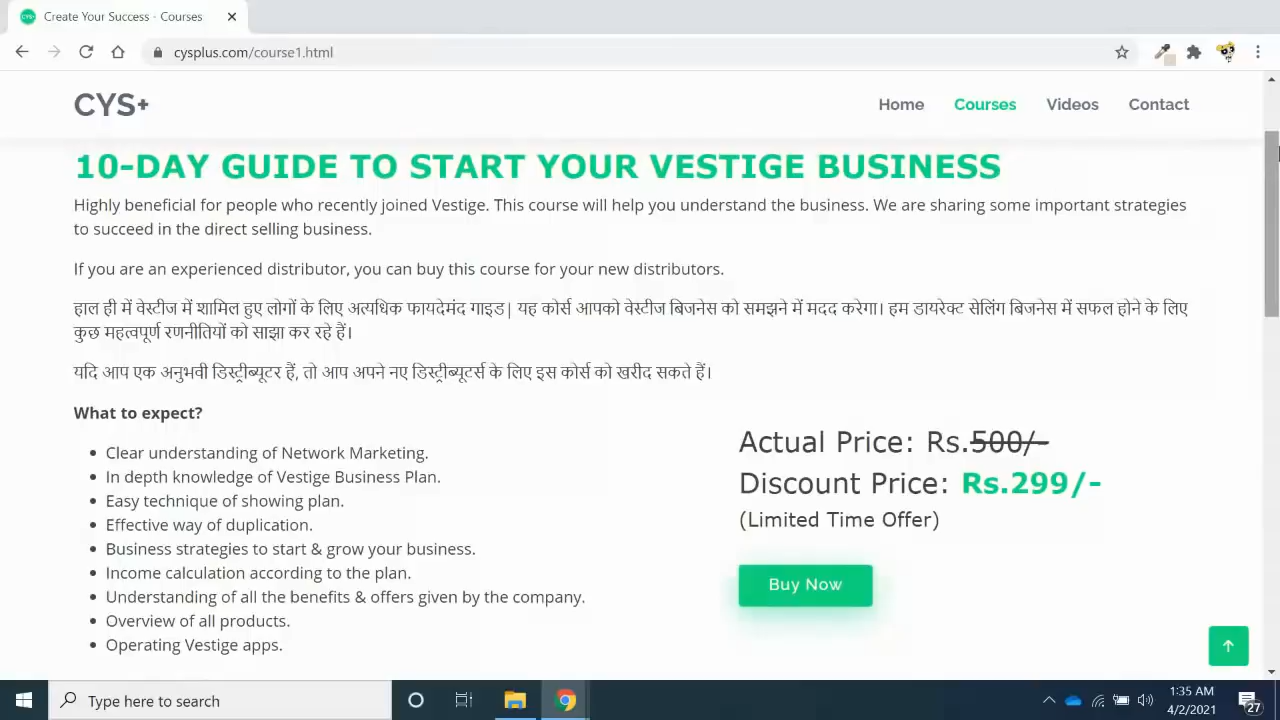 Create Your Success - Courses
cysplus.com/course1.html
CYS+
Home Courses Videos Contact
10-DAY GUIDE TO START YOUR VESTIGE BUSINESS
Highly beneficial for people who recently joined Vestige. This course will help you understand the business. We are sharing some important strategies
to succeed in the direct selling business.
If you are an experienced distributor, you can buy this course for your new distributors.
हाल ही में वेस्टीज में शामिल हुए लोगों के लिए अत्यधिक फायदेमंद गाइड| यह कोर्स आपको वेस्टीज बिजनेस को समझने में मदद करेगा। हम डायरेक्ट सेलिंग बिजनेस में सफल होने के लिए
कुछ महत्वपूर्ण रणनीतियों को साझा कर रहे हैं।
यदि आप एक अनुभवी डिस्ट्रीब्यूटर हैं, तो आप अपने नए डिस्ट्रीब्यूटर्स के लिए इस कोर्स को खरीद सकते हैं।
What to expect?
Clear understanding of Network Marketing.
In depth knowledge of Vestige Business Plan.
Easy technique of showing plan.
Effective way of duplication.
Business strategies to start & grow your business.
Income calculation according to the plan.
Understanding of all the benefits & offers given by the company.
Overview of all products.
Operating Vestige apps.
Actual Price: Rs.500/-
Discount Price: Rs.299/-
(Limited Time Offer)
Buy Now
Type here to search
1:35 AM
4/2/2021
27